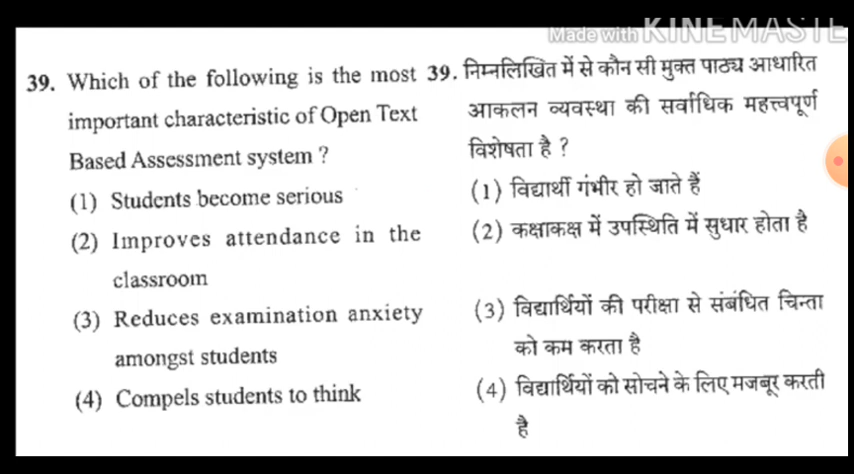 Made with KINEMASTE
39. Which of the following is the most
important characteristic of Open Text
Based Assessment system ?
(1) Students become serious
(2) Improves attendance in the
classroom
(3) Reduces examination anxiety
amongst students
(4) Compels students to think
39. निम्नलिखित में से कौन सी मुक्त पाठ्य आधारित
आकलन व्यवस्था की सर्वाधिक महत्त्वपूर्ण
विशेषता है ?
(1) विद्यार्थी गंभीर हो जाते हैं
(2) कक्षाकक्ष में उपस्थिति में सुधार होता है
(3) विद्यार्थियों की परीक्षा से संबंधित चिन्ता
को कम करता है
(4) विद्यार्थियों को सोचने के लिए मजबूर करती
है